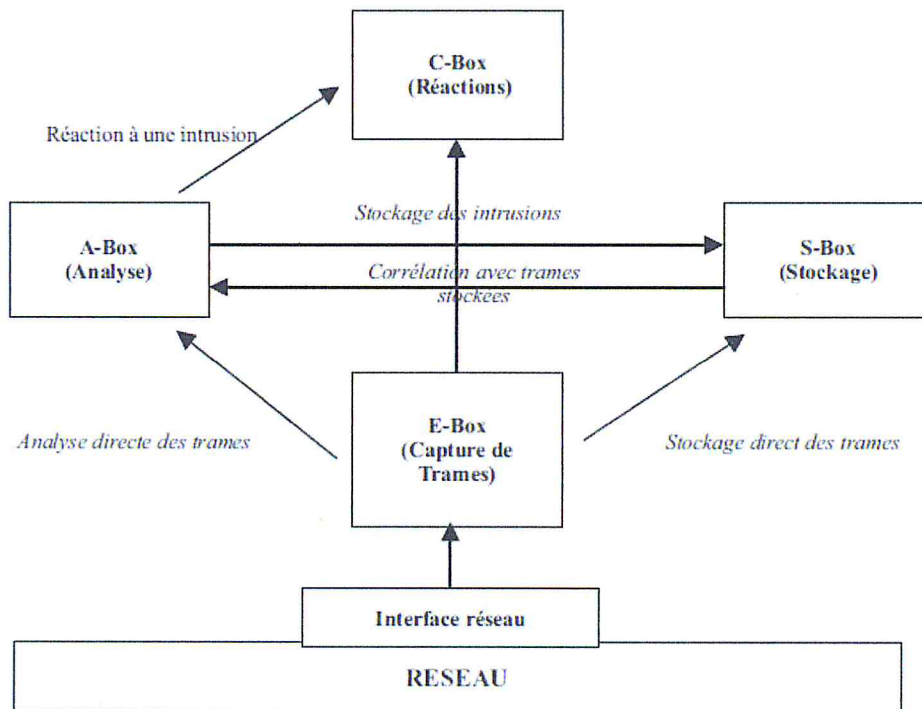 C-Box
(Réactions)
Réaction à une intrusion
Stockage des intrusions
A-Box
(Analyse)
S-Box
(Stockage)
Corrélation avec trames
stockées
E-Box
(Capture de
Trames)
Analyse directe des trames
Stockage direct des trames
Interface réseau
RESEAU